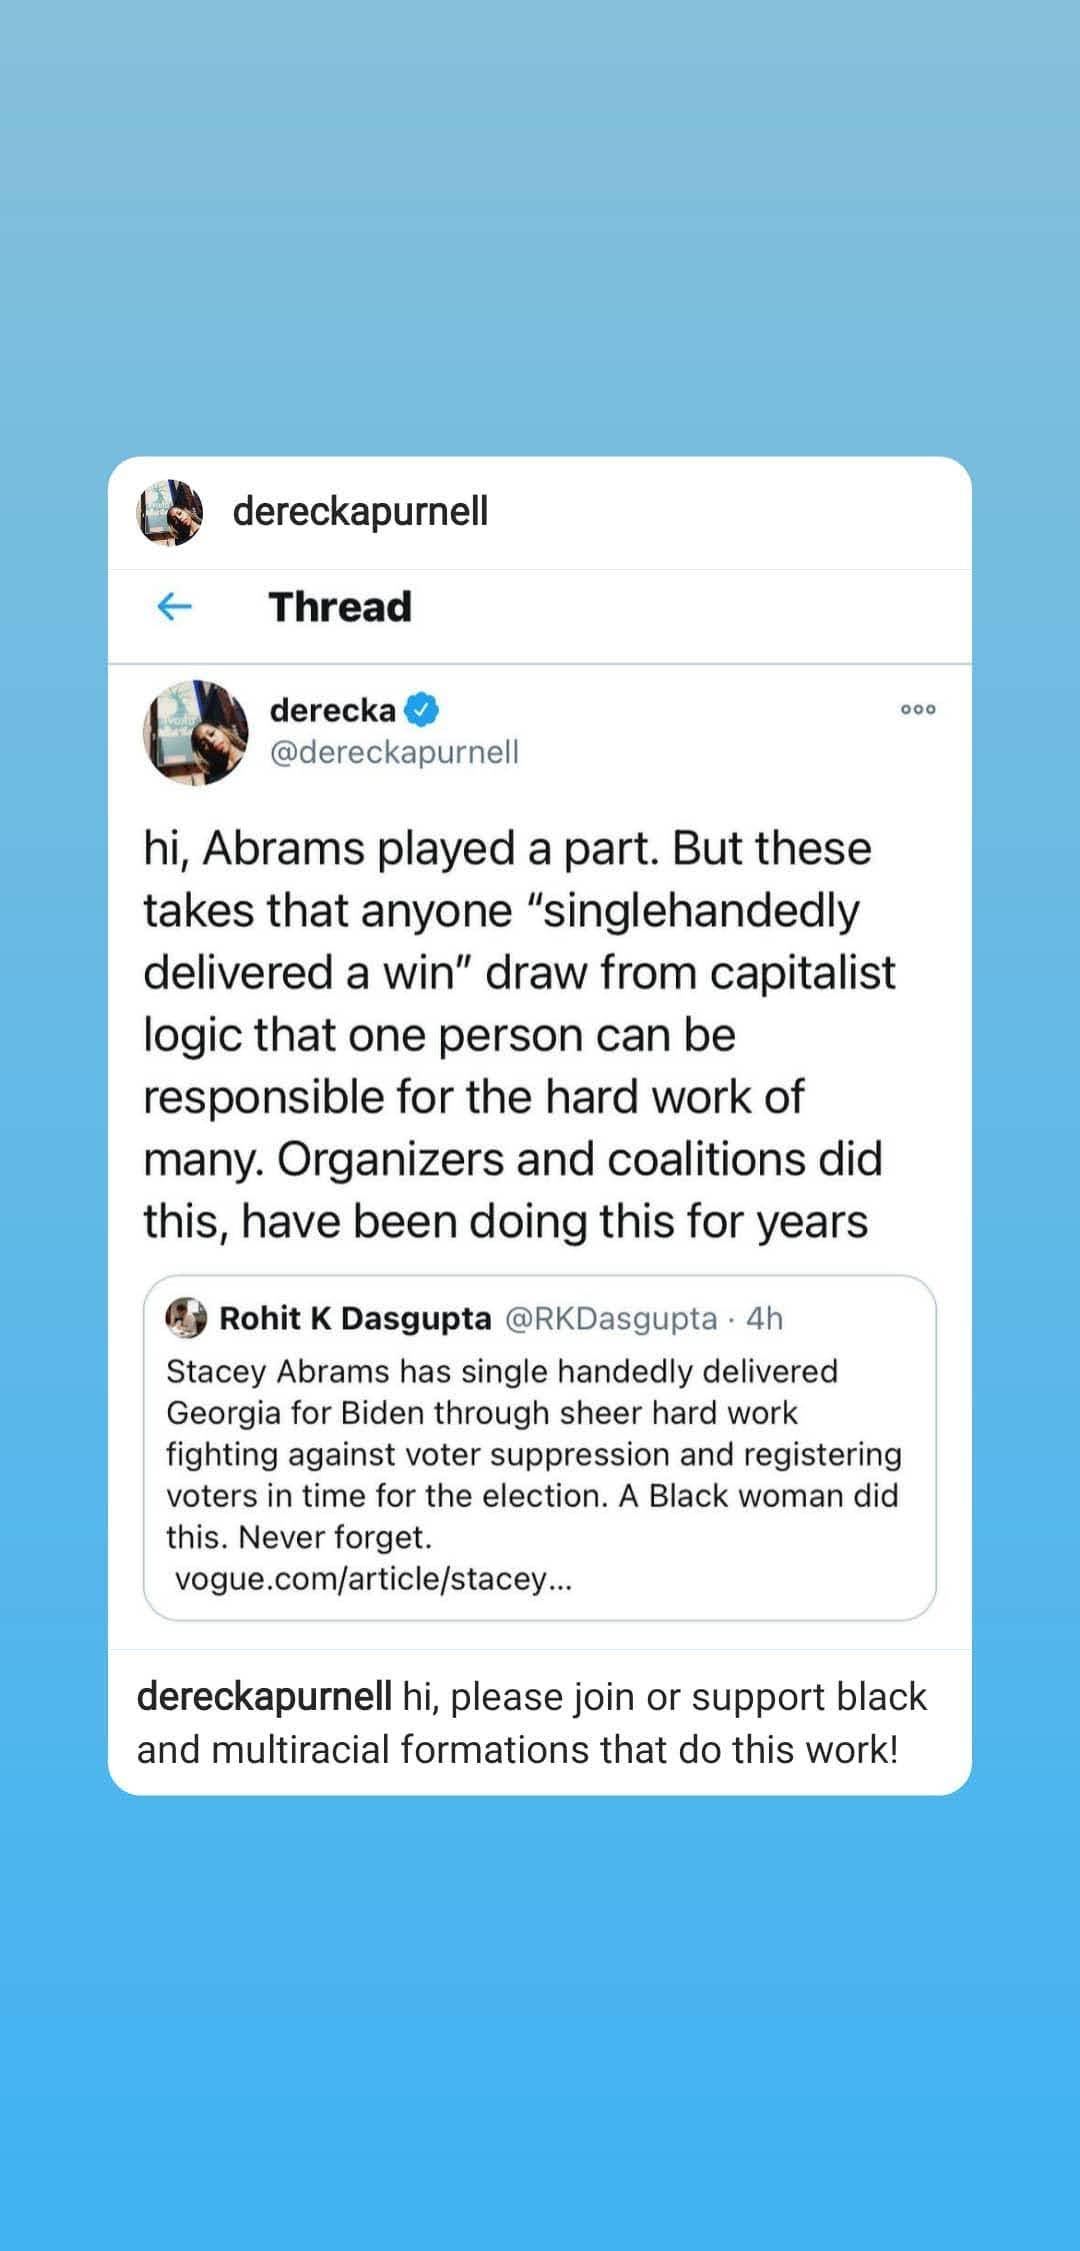 dereckapurnell
Thread
derecka
@dereckapurnell
hi, Abrams played a part. But these
takes that anyone “singlehandedly
delivered a win” draw from capitalist
logic that one person can be
responsible for the hard work of
many. Organizers and coalitions did
this, have been doing this for years
Rohit K Dasgupta @RKDasgupta · 4h
Stacey Abrams has single handedly delivered
Georgia for Biden through sheer hard work
fighting against voter suppression and registering
voters in time for the election. A Black woman did
this. Never forget.
vogue.com/article/stacey...
dereckapurnell hi, please join or support black
and multiracial formations that do this work!